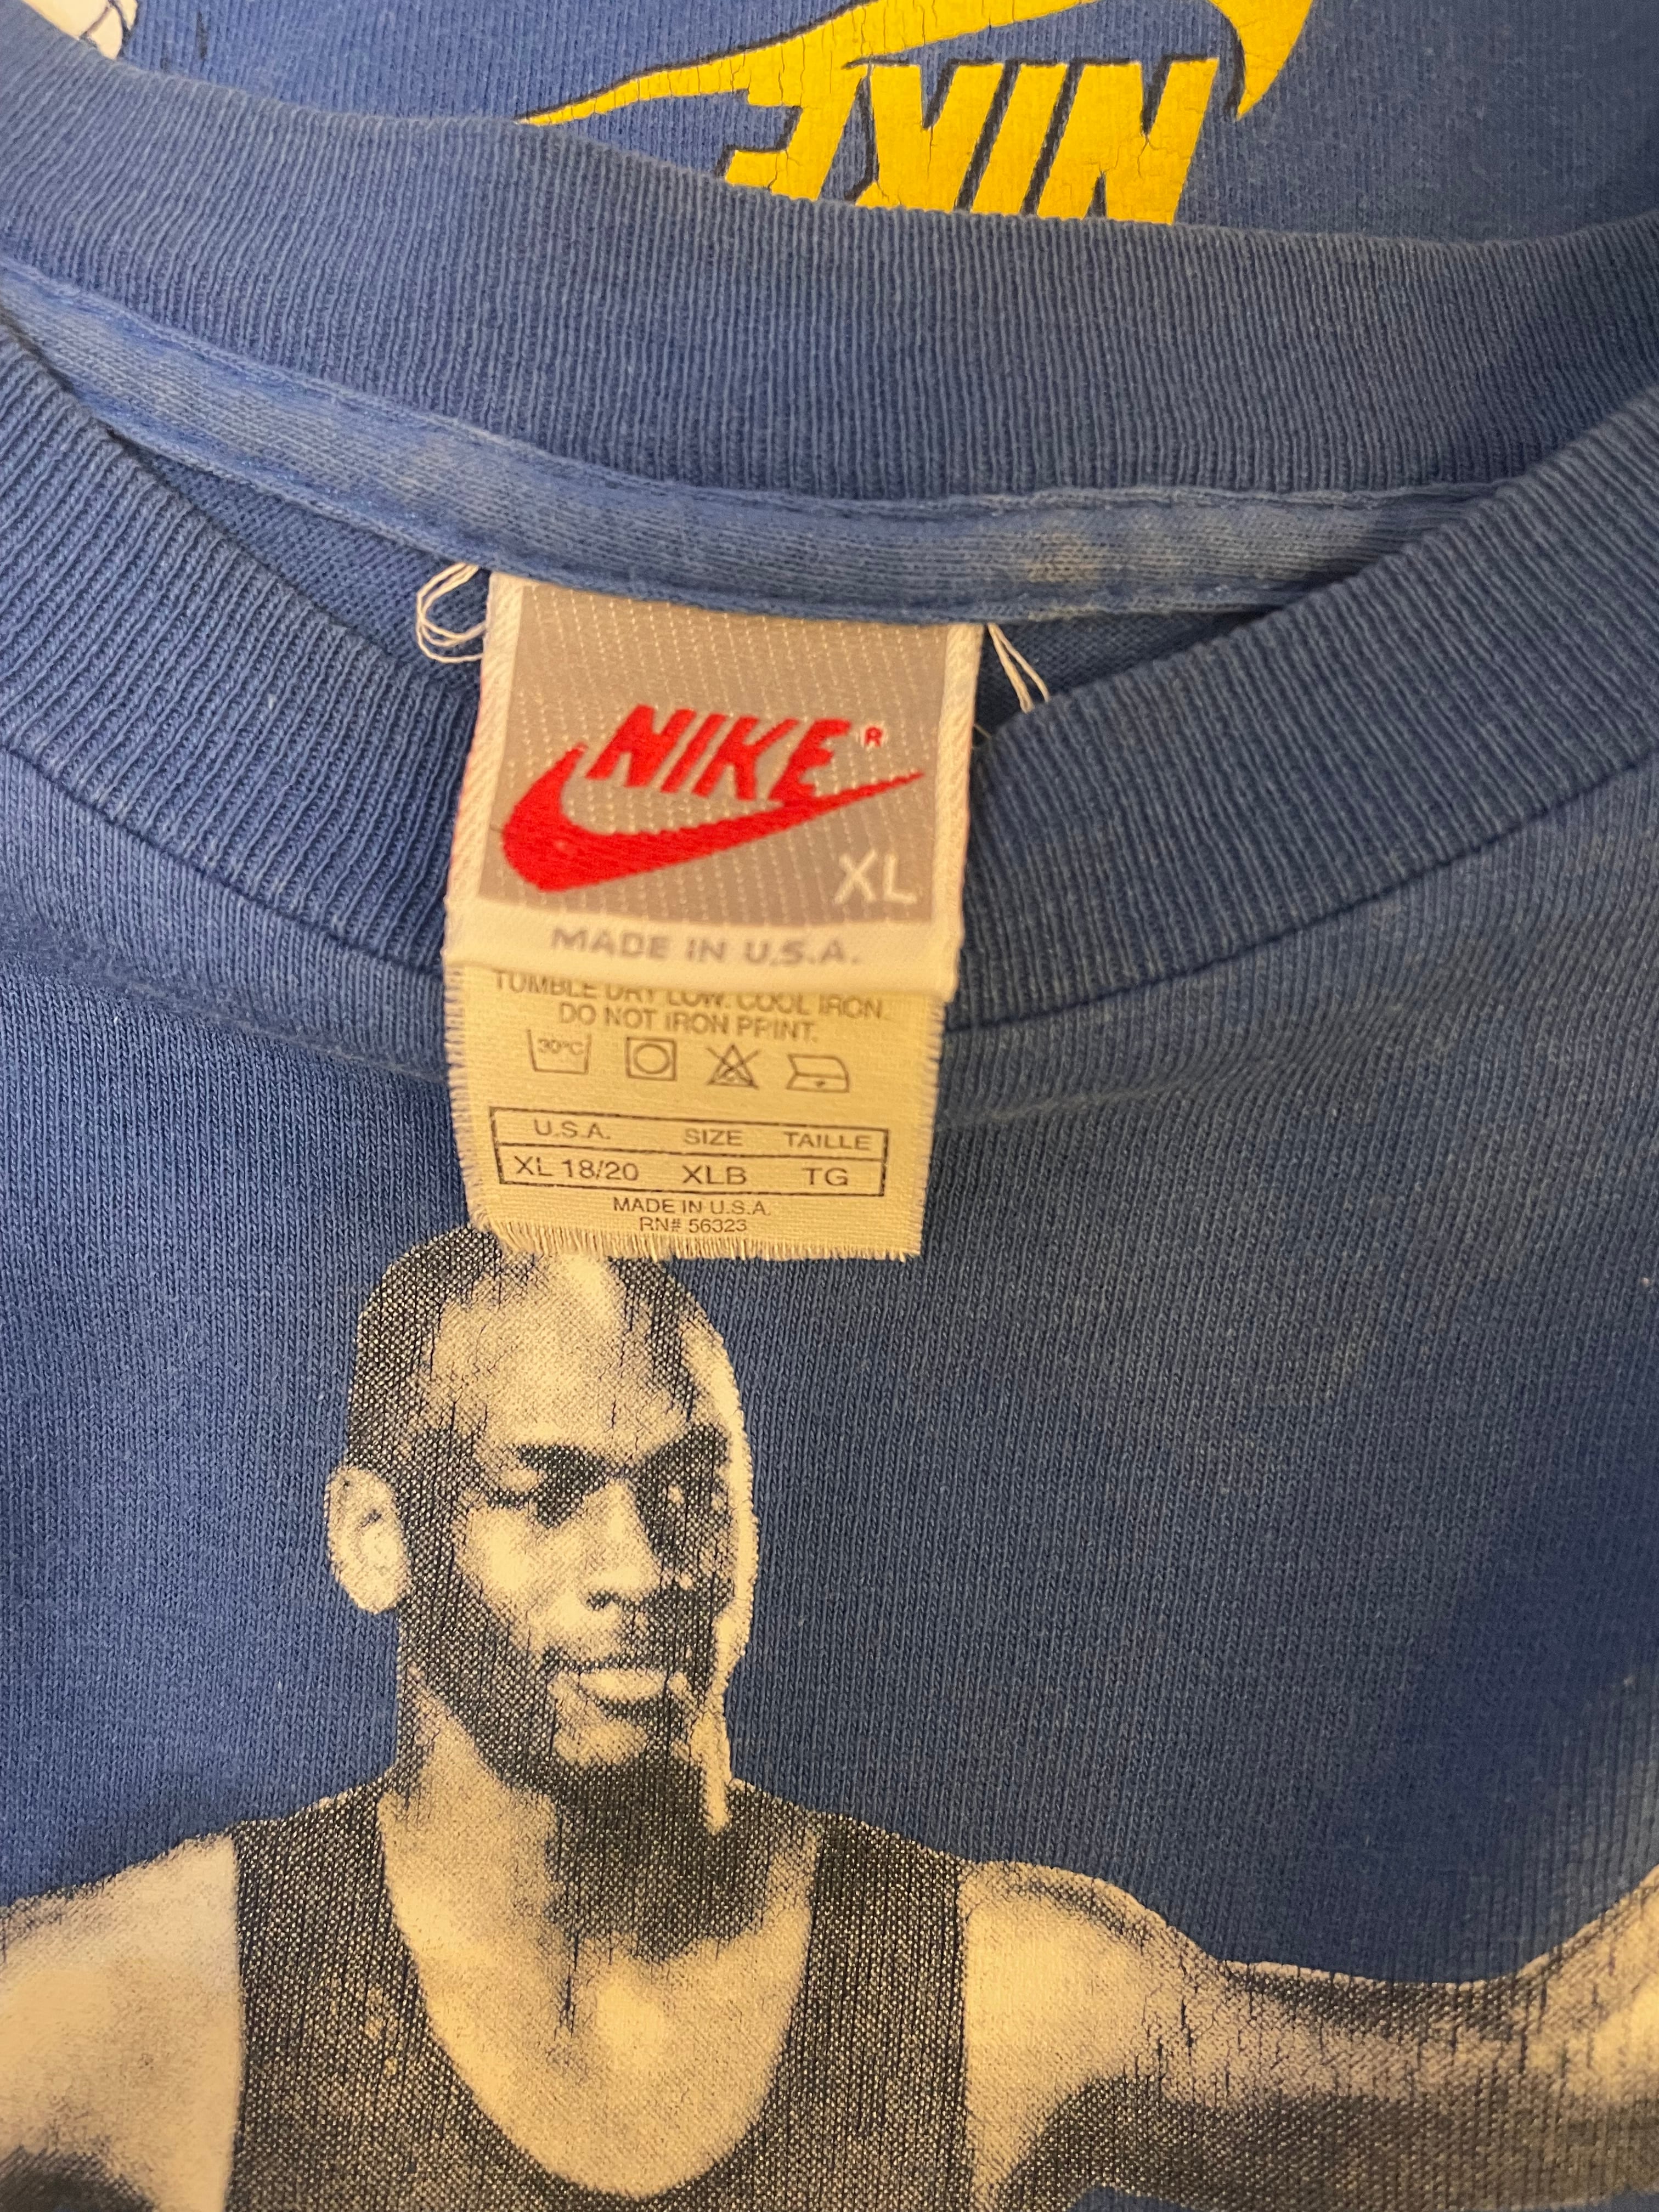 NIKE
NIKE®
XL
MADE IN U.S.A.
TUMBLE DRY LOW. COOL IRON.
DO NOT IRON PRINT.
30°C
U.S.A. SIZE TAILLE
XL 18/20 XLB TG
MADE IN U.S.A.
RN# 56323